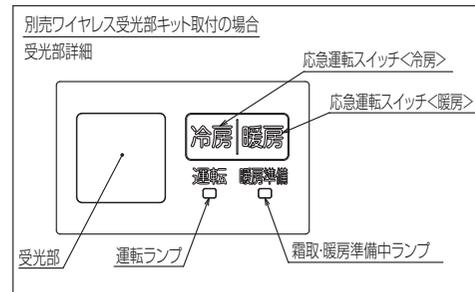 別売ワイヤレス受光部キット取付の場合
受光部詳細
応急運転スイッチ<冷房>
応急運転スイッチ<暖房>
冷房 暖房
運転 暖房準備
受光部
運転ランプ
霜取・暖房準備中ランプ